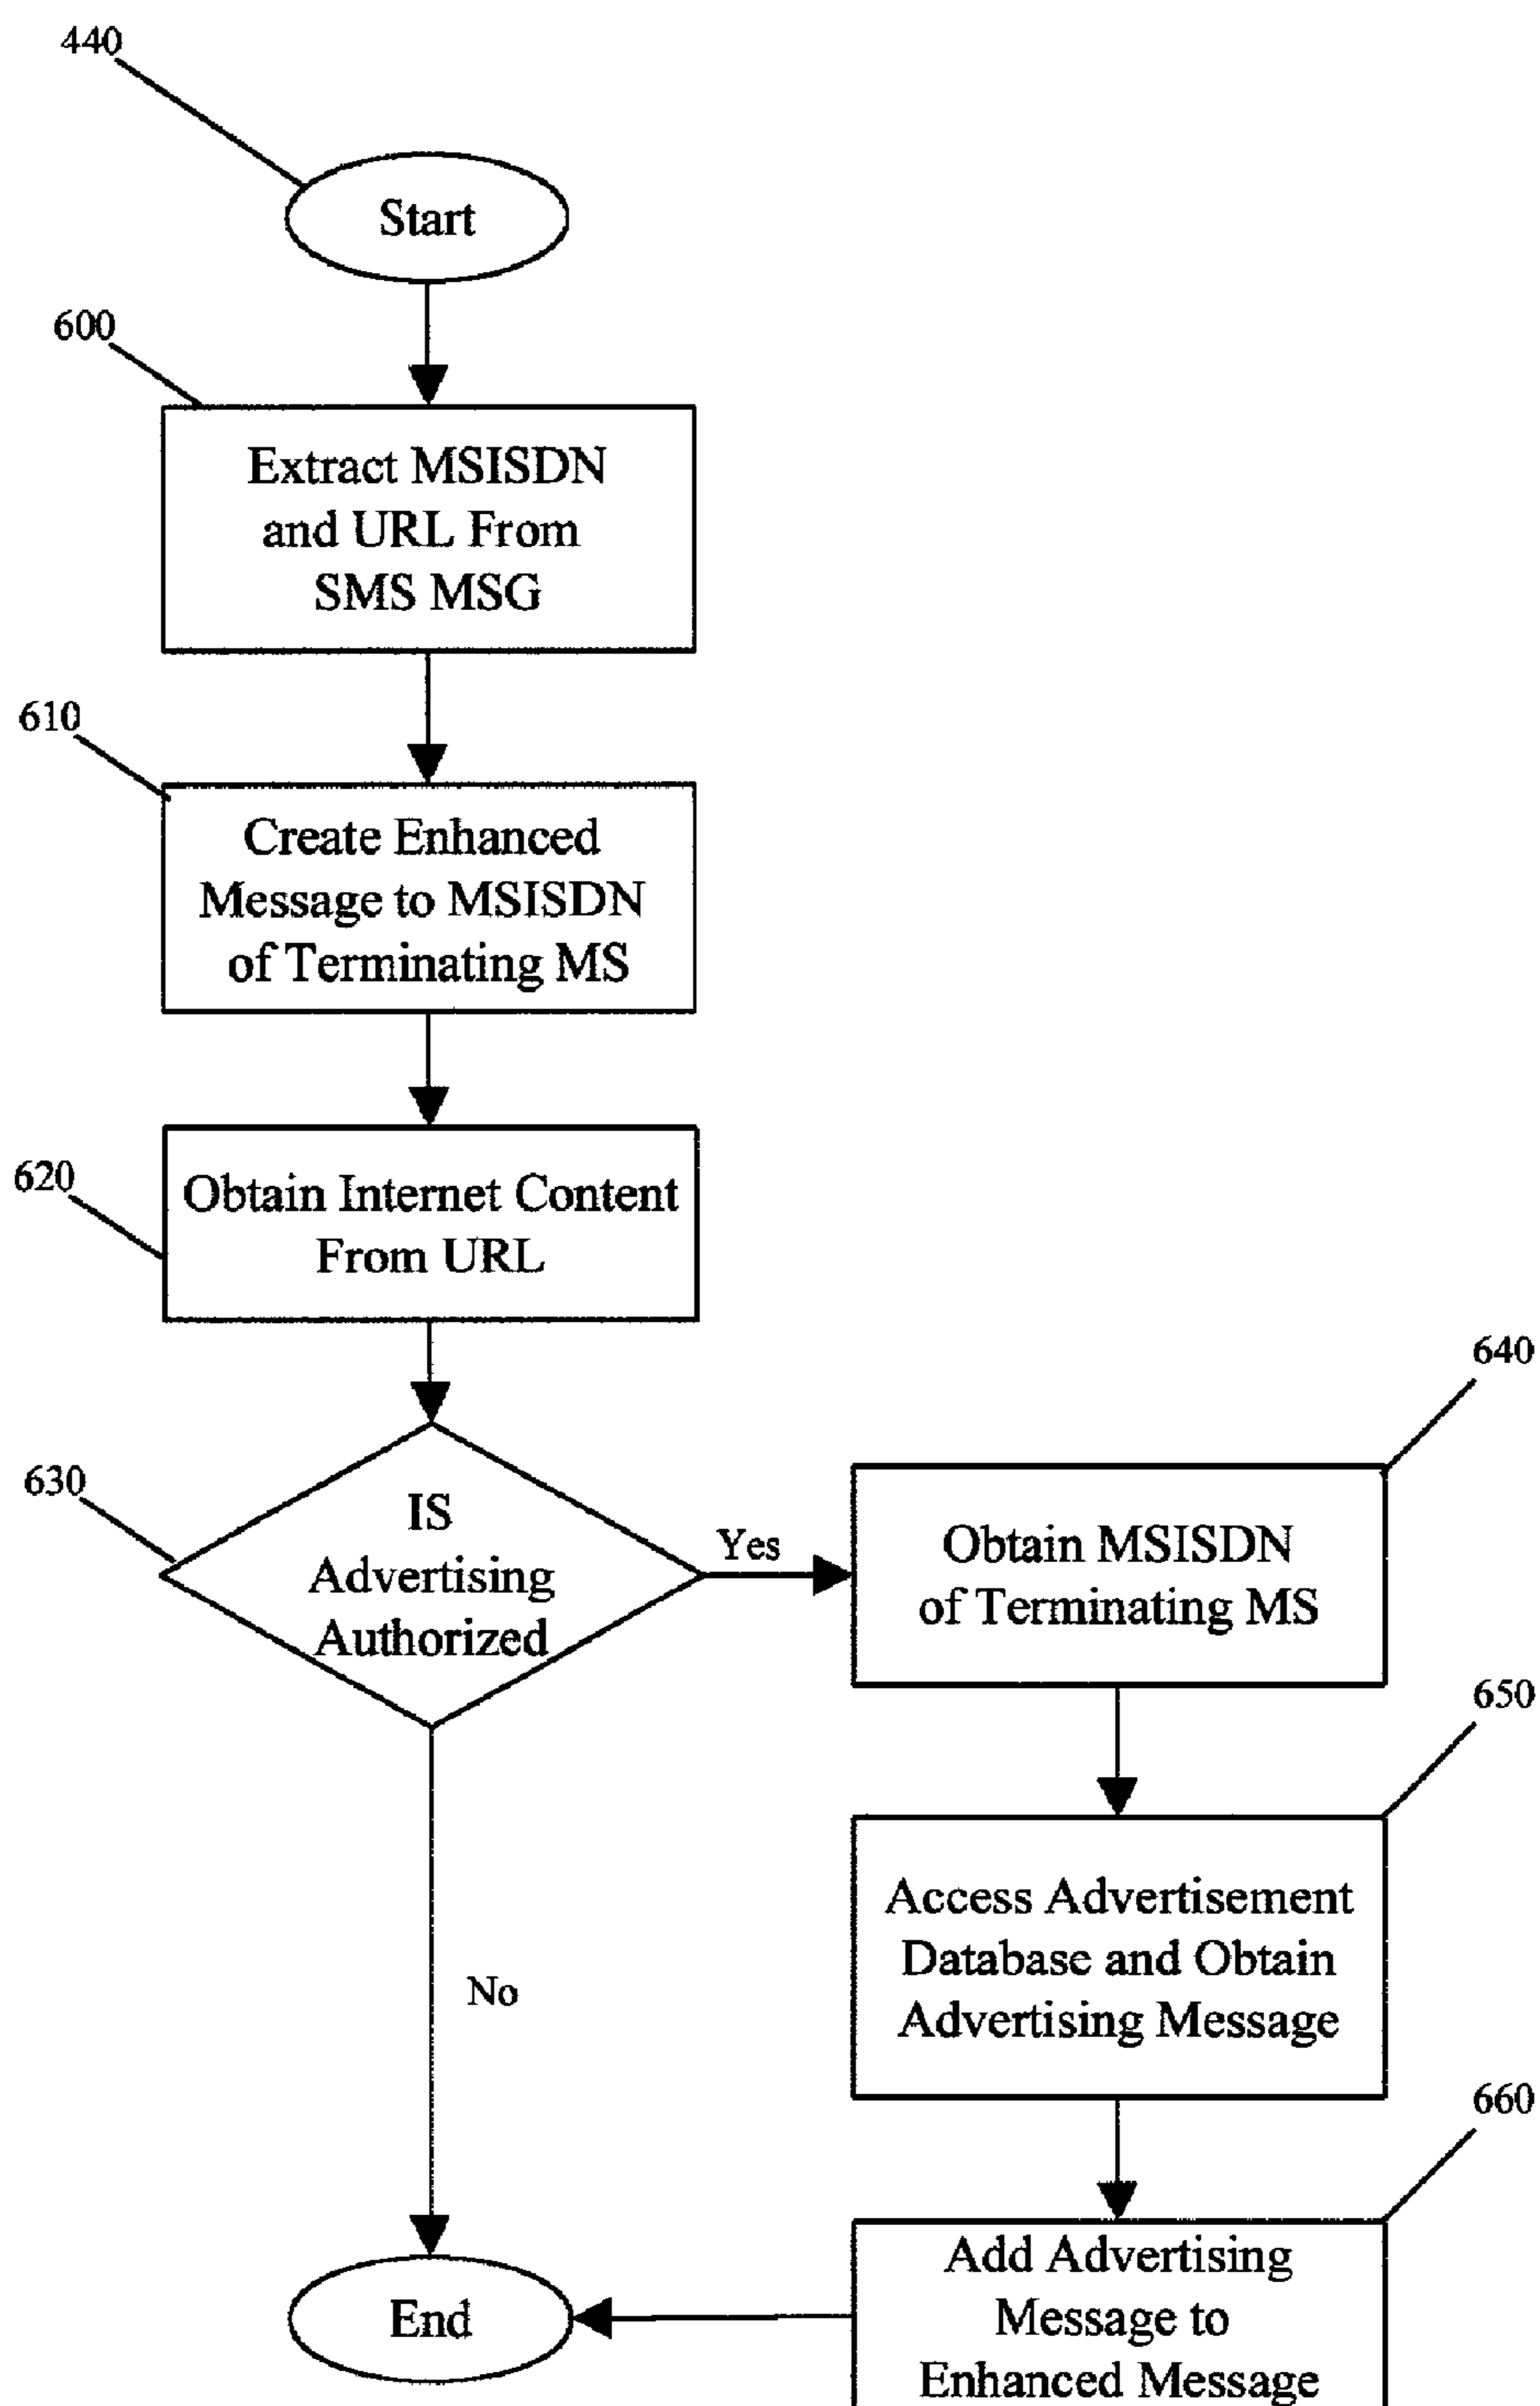 440
Start
600
Extract MSISDN
and URL From
SMS MSG
610
Create Enhanced
Message to MSISDN
of Terminating MS
620
Obtain Internet Content
From URL
630
IS
Advertising
Authorized
Yes
No
640
Obtain MSISDN
of Terminating MS
650
Access Advertisement
Database and Obtain
Advertising Message
660
Add Advertising
Message to
Enhanced Message
End